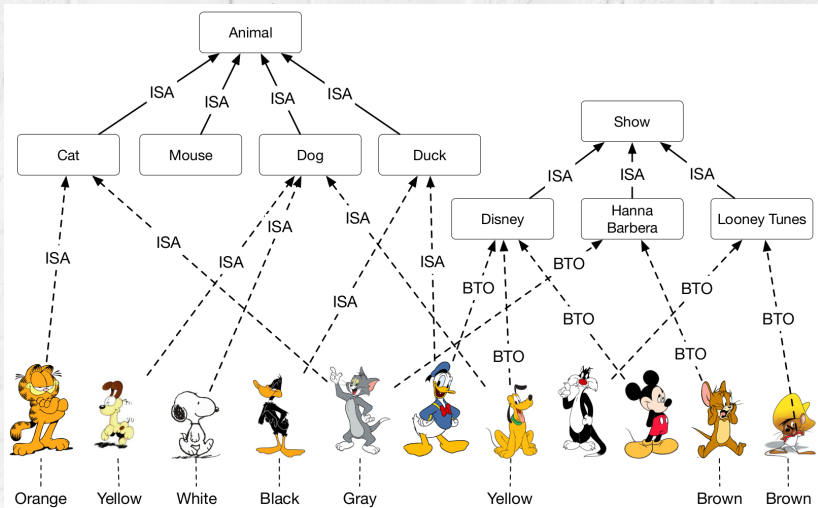 Animal
ISA
ISA
ISA
ISA
Show
Cat
Mouse
Dog
Duck
ISA
ISA
ISA
Disney
Hanna
Barbera
Looney Tunes
ISA
ISA
ISA
ISA
ISA
ISA
ISA
BTO
BTO
BTO
BTO
BTO
BTO
BTO
Orange
Yellow
White
Black
Gray
Yellow
Brown
Brown